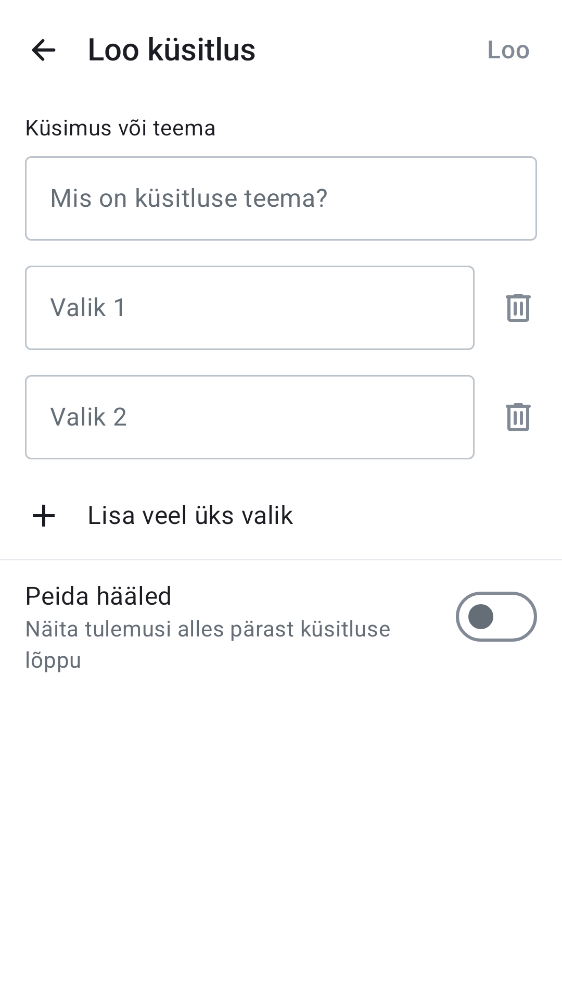 Loo küsitlus
Loo
Küsimus või teema
Mis on küsitluse teema?
Valik 1
Valik 2
Lisa veel üks valik
Peida hääled
Näita tulemusi alles pärast küsitluse
lõppu